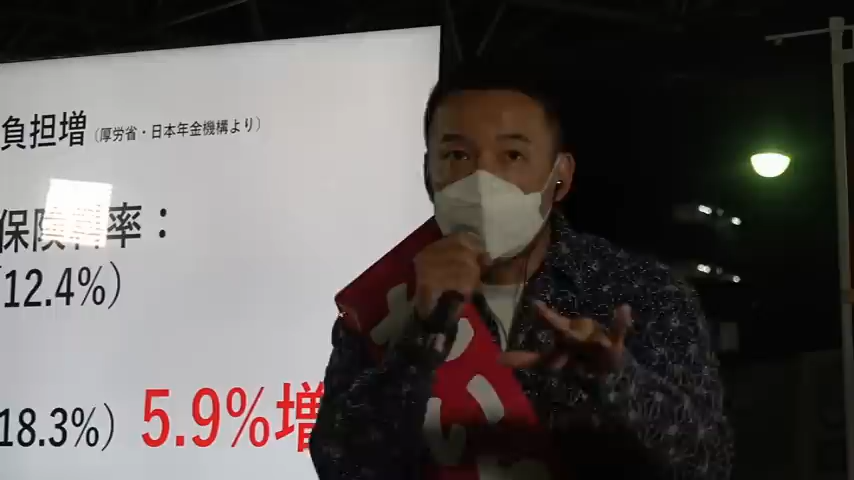 負担増（厚労省・日本年金機構より）
保険料率：
（12.4%）
18.3%） 5.9%増